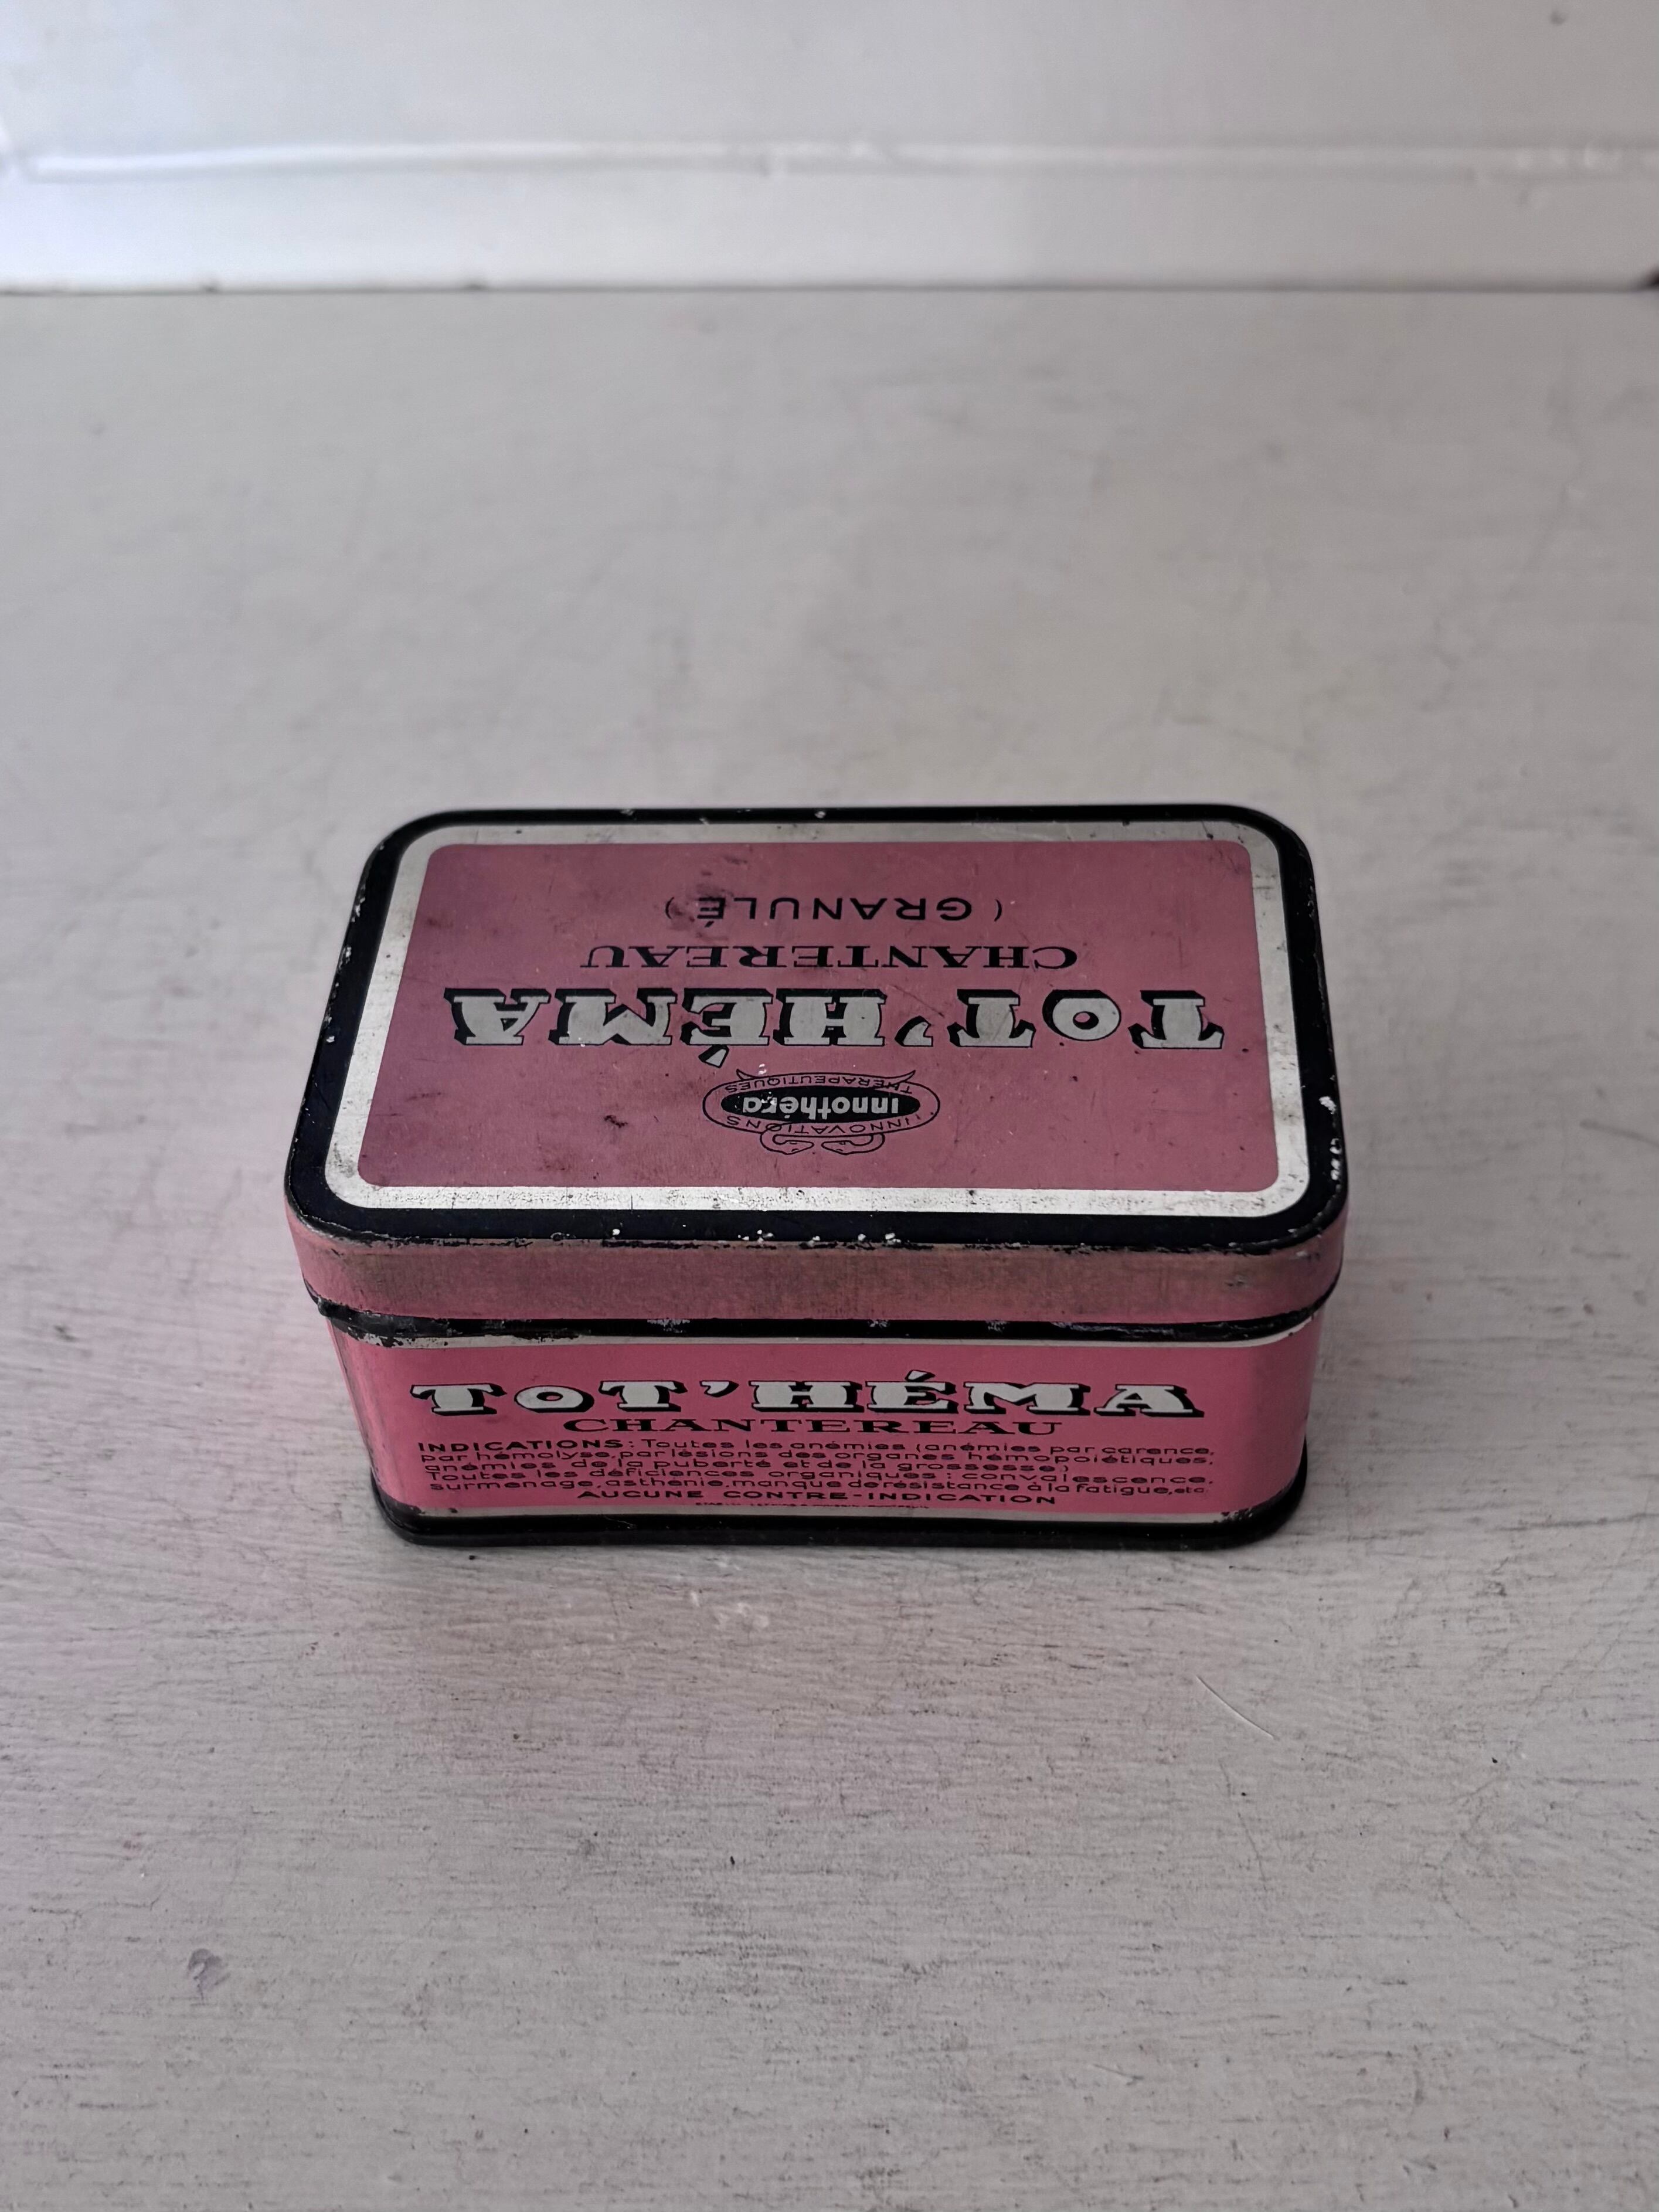 INNOVATIONS
innothéra
THÉRAPEUTIQUES
TOT'HÉMA
CHANTEREAU
(GRANULÉ)
TOT'HÉMA
CHANTEREAU
INDICATIONS: Toutes les anémies (anémies par carence,
par hémolyse, par lésions des organes hémopoïétiques,
anémies de la puberté et de la grossesse)
Toutes les déficiences organiques: convalescence,
surmenage, asthénie, manque de résistance à la fatigue, etc.
AUCUNE CONTRE-INDICATION